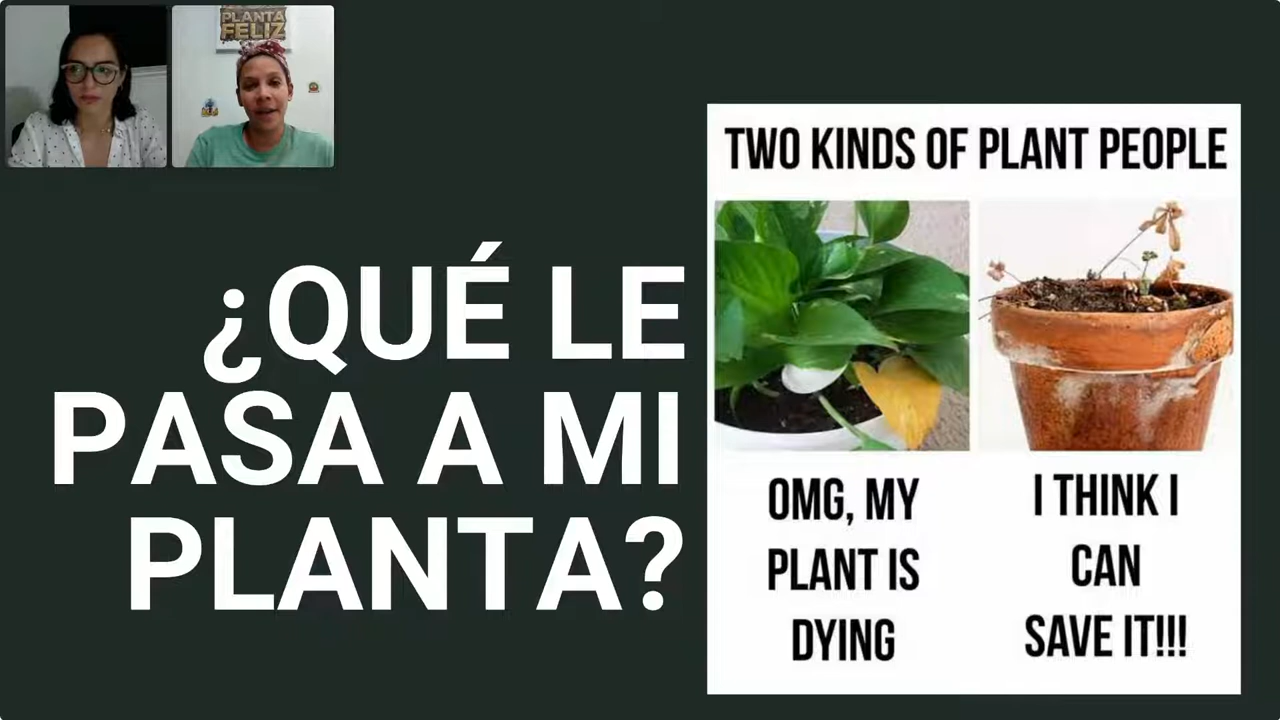 PLANTA
FELIZ
¿QUÉ LE
PASA A MI
PLANTA?
TWO KINDS OF PLANT PEOPLE
OMG, MY
PLANT IS
DYING
I THINK I
CAN
SAVE IT!!!